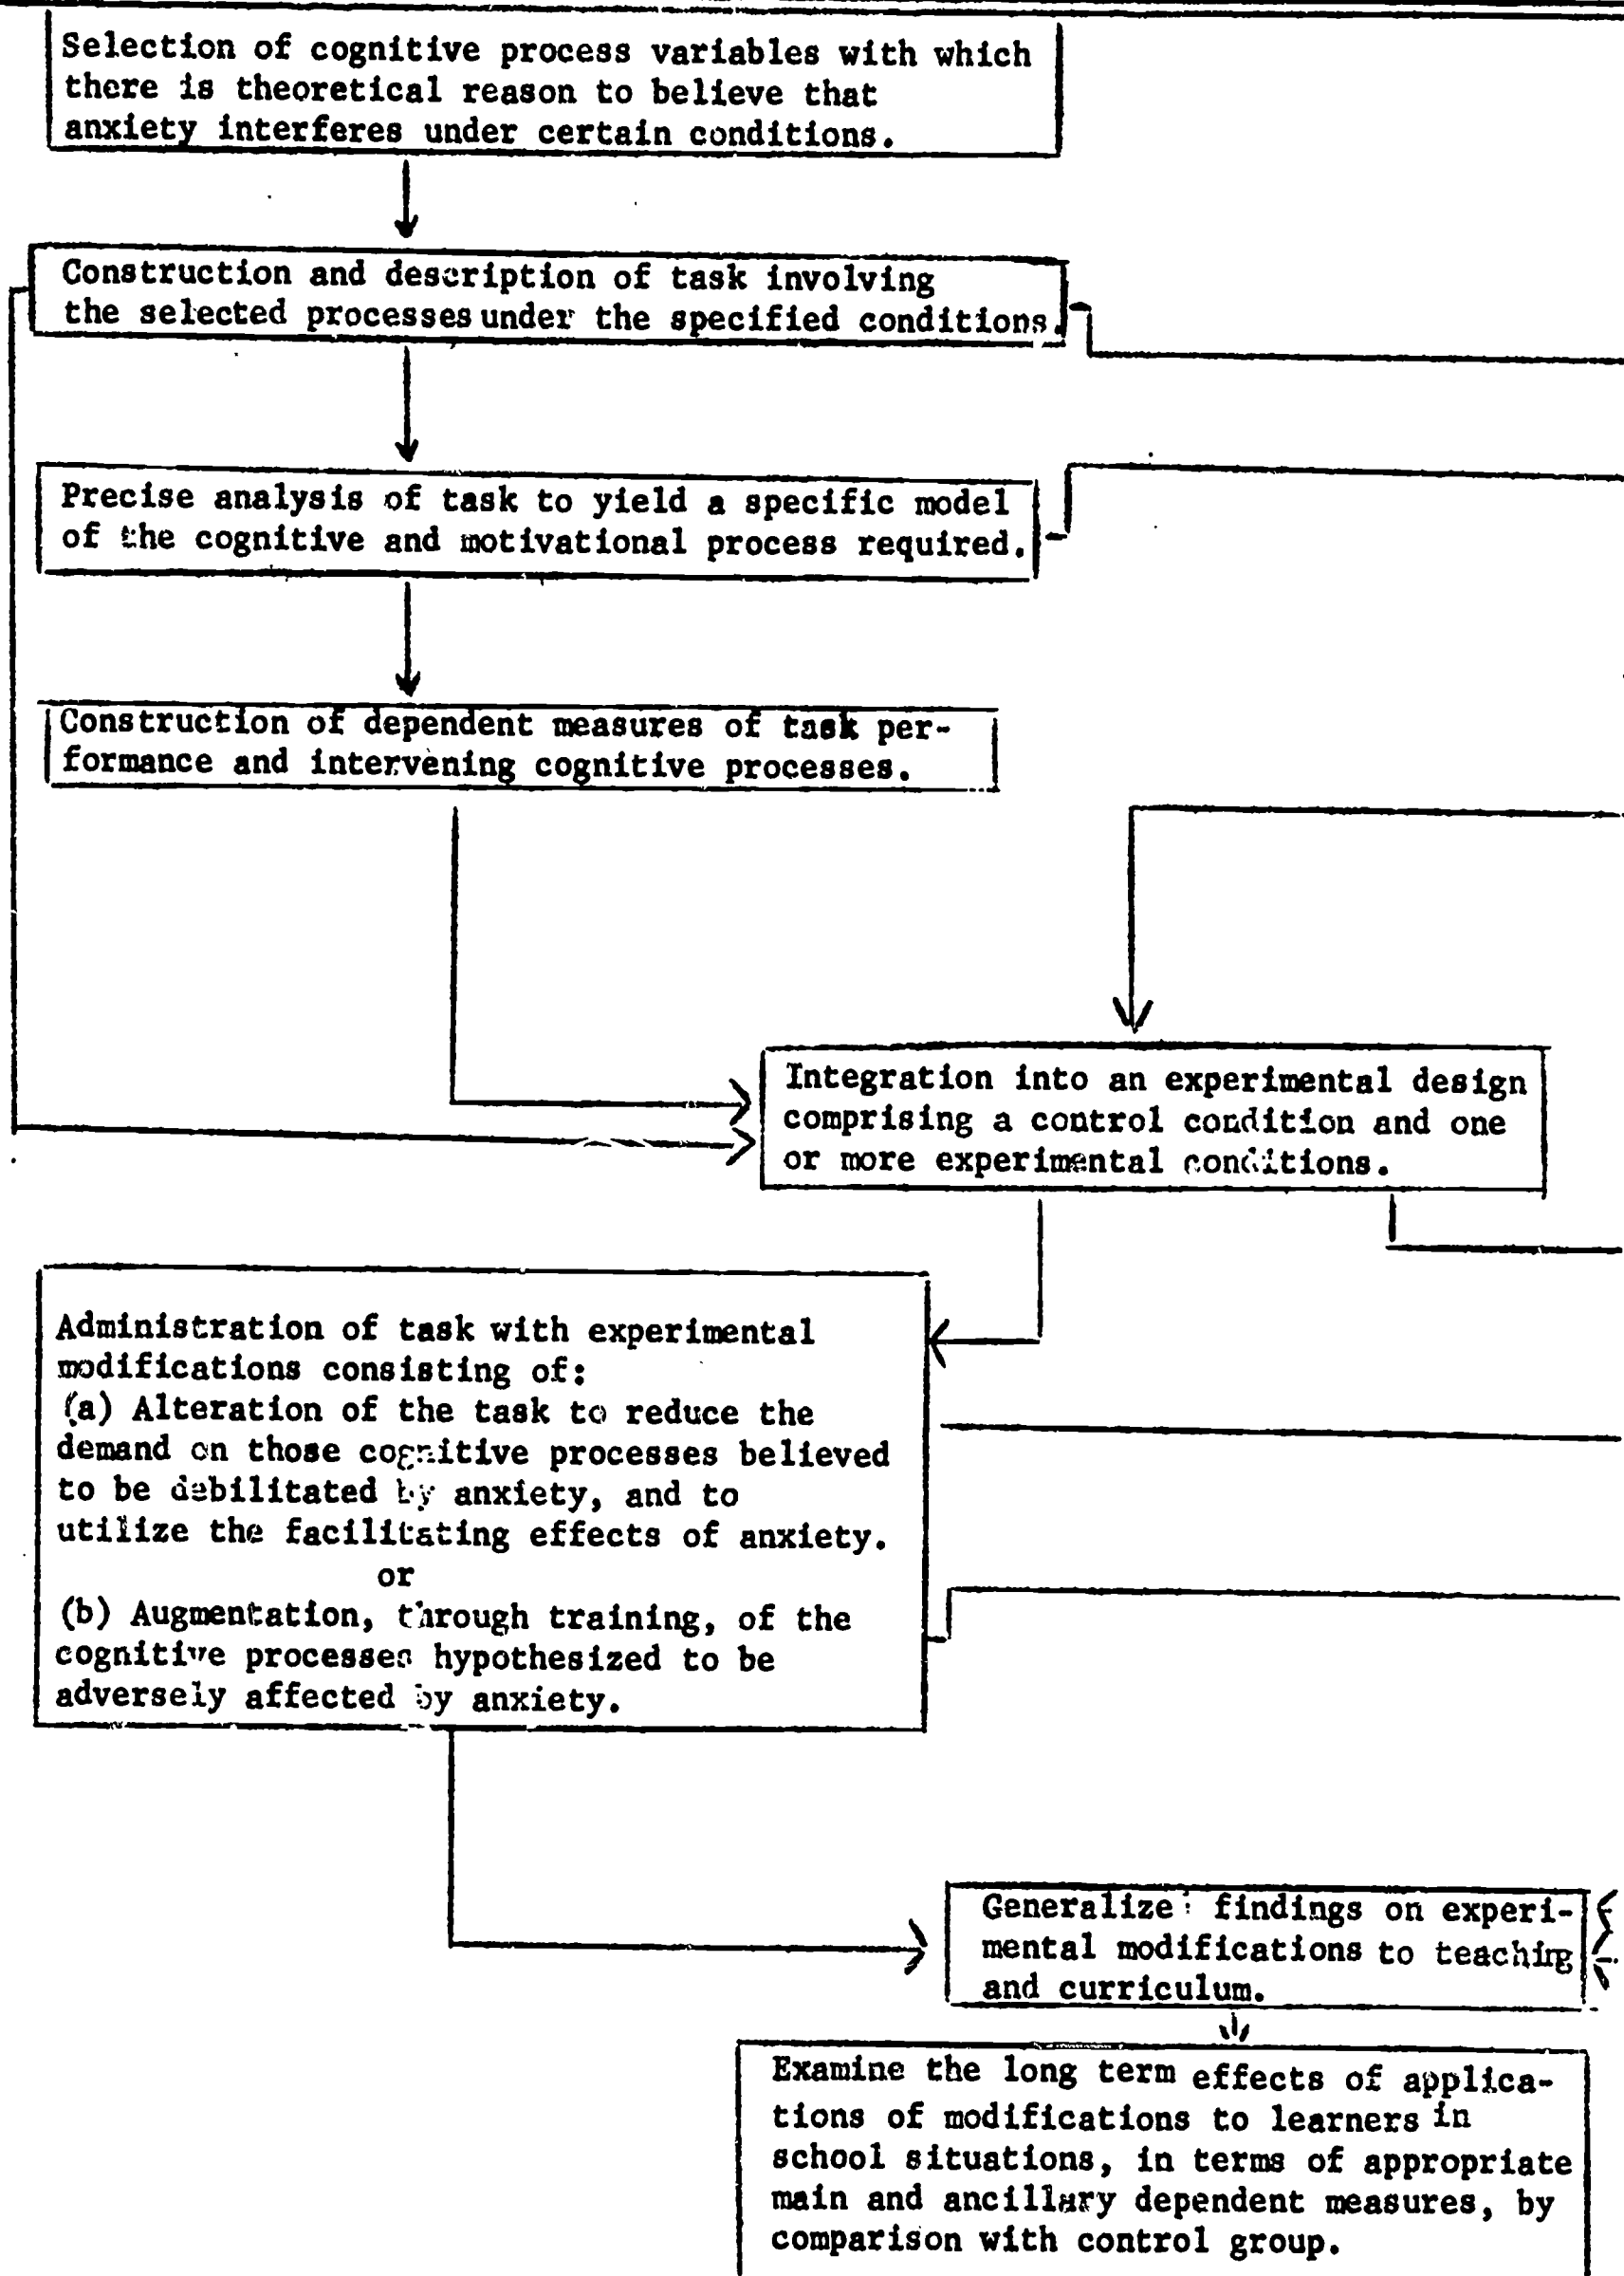 Selection of cognitive process variables with which
there is theoretical reason to believe that
anxiety interferes under certain conditions.
Construction and description of task involving
the selected processes under the specified conditions.
Precise analysis of task to yield a specific model
of the cognitive and motivational process required.
Construction of dependent measures of task per-
formance and intervening cognitive processes.
Integration into an experimental design
comprising a control condition and one
or more experimental conditions.
Administration of task with experimental
modifications consisting of:
(a) Alteration of the task to reduce the
demand on those cognitive processes believed
to be debilitated by anxiety, and to
utilize the facilitating effects of anxiety.
or
(b) Augmentation, through training, of the
cognitive processes hypothesized to be
adversely affected by anxiety.
Generalize findings on experi-
mental modifications to teaching
and curriculum.
Examine the long term effects of applica-
tions of modifications to learners in
school situations, in terms of appropriate
main and ancillary dependent measures, by
comparison with control group.